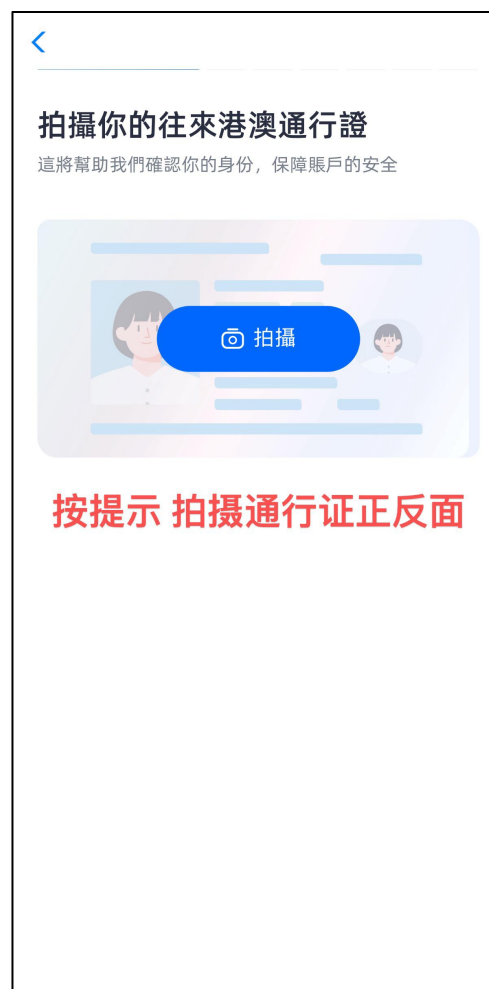 拍攝你的往來港澳通行證
這將幫助我們確認你的身份，保障賬戶的安全
拍攝
按提示 拍摄通行证正反面